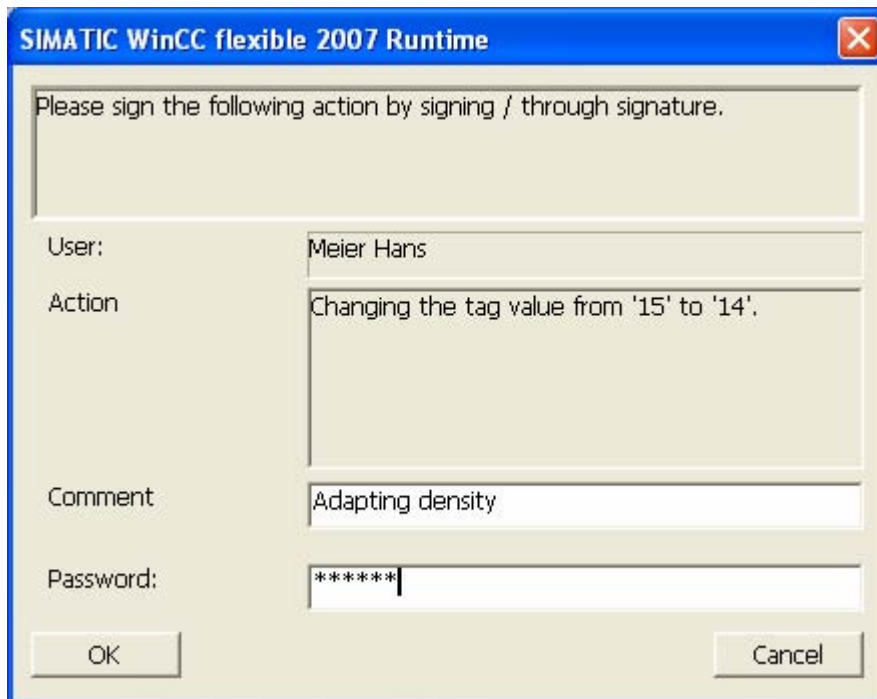 SIMATIC WinCC flexible 2007 Runtime
Please sign the following action by signing / through signature.
User:
Meier Hans
Action
Changing the tag value from '15' to '14'.
Comment
Adapting density
Password:
******
OK
Cancel